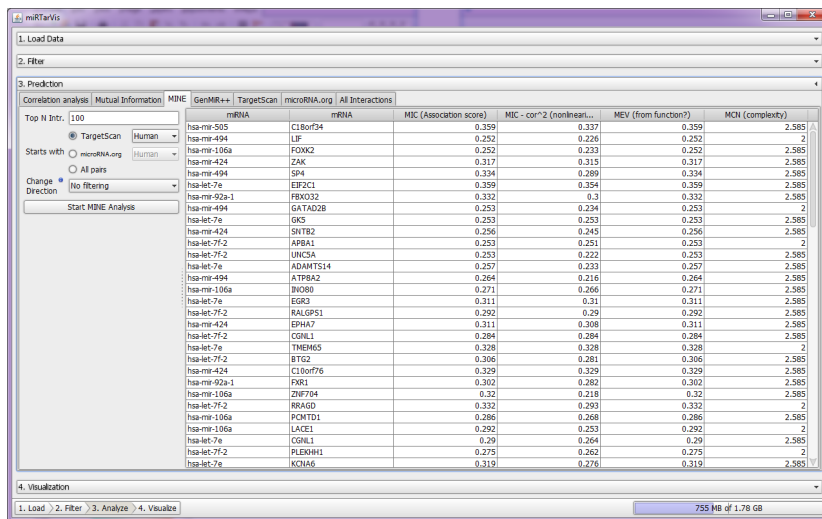 miRTarVis
1. Load Data
2. Filter
3. Prediction
Correlation analysis Mutual Information MINE GenMiR++ TargetScan microRNA.org All Interactions
Top N Intr. 100
TargetScan Human
Starts with microRNA.org Human
All pairs
Change Direction No filtering
Start MINE Analysis
miRNA mRNA MIC (Association score) MIC - cor^2 (nonlineari... MEV (from function?) MCN (complexity)
hsa-mir-505 C18orf34 0.359 0.337 0.359 2.585
hsa-mir-494 LIF 0.252 0.226 0.252 2
hsa-mir-106a FOXK2 0.252 0.233 0.252 2.585
hsa-mir-424 ZAK 0.317 0.315 0.317 2.585
hsa-mir-494 SP4 0.334 0.289 0.334 2.585
hsa-let-7e EIF2C1 0.359 0.354 0.359 2.585
hsa-mir-92a-1 FBXO32 0.332 0.3 0.332 2.585
hsa-mir-494 GATAD2B 0.253 0.234 0.253 2
hsa-let-7e GK5 0.253 0.253 0.253 2.585
hsa-mir-424 SNTB2 0.256 0.245 0.256 2.585
hsa-let-7f-2 APBA1 0.253 0.251 0.253 2
hsa-let-7f-2 UNC5A 0.253 0.222 0.253 2.585
hsa-let-7e ADAMTS14 0.257 0.233 0.257 2.585
hsa-mir-494 ATP8A2 0.264 0.216 0.264 2.585
hsa-mir-106a INO80 0.271 0.266 0.271 2.585
hsa-let-7e EGR3 0.311 0.31 0.311 2.585
hsa-let-7f-2 RALGPS1 0.292 0.29 0.292 2.585
hsa-mir-424 EPHA7 0.311 0.308 0.311 2.585
hsa-let-7f-2 CGNL1 0.284 0.284 0.284 2.585
hsa-let-7e TMEM65 0.328 0.328 0.328 2
hsa-let-7f-2 BTG2 0.306 0.281 0.306 2.585
hsa-mir-424 C10orf76 0.329 0.329 0.329 2.585
hsa-mir-92a-1 FXR1 0.302 0.282 0.302 2.585
hsa-mir-106a ZNF704 0.32 0.218 0.32 2.585
hsa-let-7f-2 RRAGD 0.332 0.293 0.332 2
hsa-mir-106a PCMTD1 0.286 0.268 0.286 2.585
hsa-mir-106a LACE1 0.292 0.253 0.292 2
hsa-let-7e CGNL1 0.29 0.264 0.29 2.585
hsa-let-7f-2 PLEKHH1 0.275 0.262 0.275 2
hsa-let-7e KCNA6 0.319 0.276 0.319 2.585
4. Visualization
1. Load 2. Filter 3. Analyze 4. Visualize 755 MB of 1.78 GB